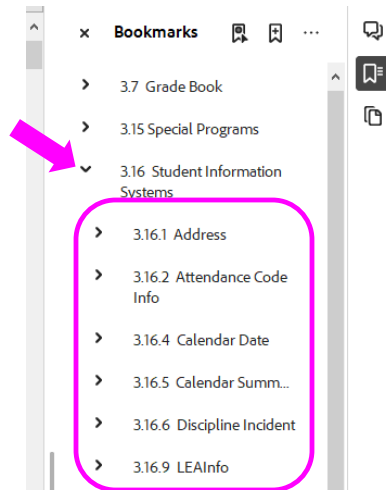 Bookmarks
3.7 Grade Book
3.15 Special Programs
3.16 Student Information
Systems
3.16.1 Address
3.16.2 Attendance Code
Info
3.16.4 Calendar Date
3.16.5 Calendar Summ...
3.16.6 Discipline Incident
3.16.9 LEAInfo